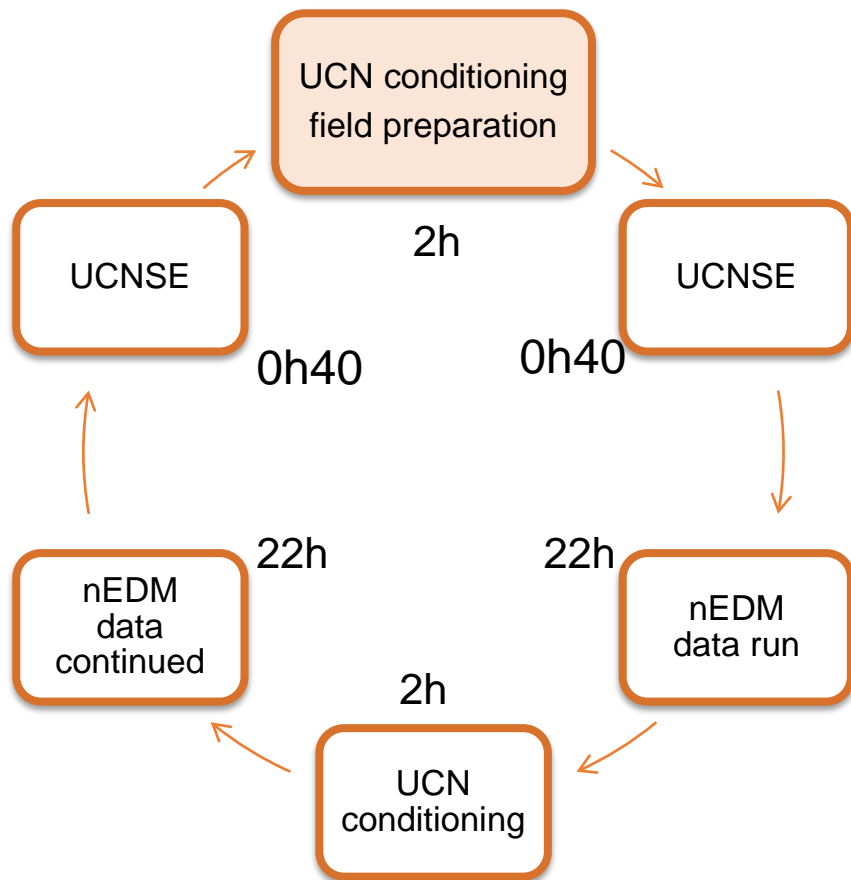 UCN conditioning
field preparation
2h
UCNSE
0h40
nEDM
data run
22h
UCN
conditioning
2h
nEDM
data
continued
22h
UCNSE
0h40